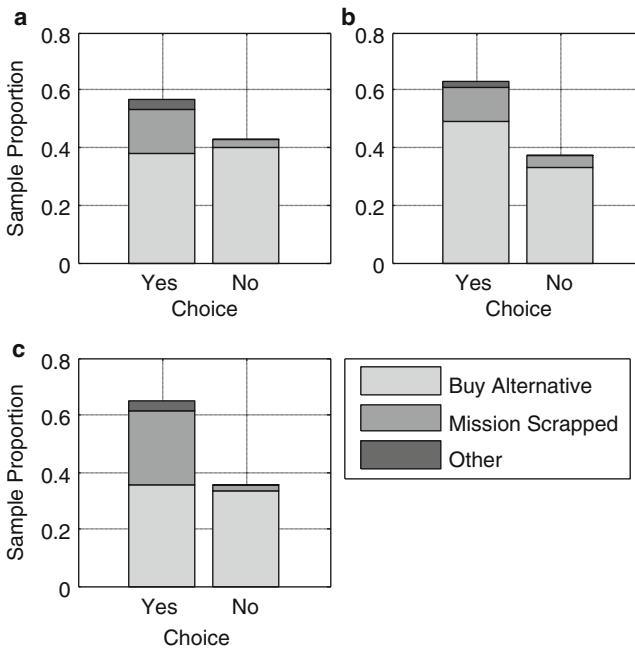 a
0.8
0.6
0.4
0.2
0
Sample Proportion
Yes No
Choice
b
0.8
0.6
0.4
0.2
0
Yes No
Choice
c
0.8
0.6
0.4
0.2
0
Sample Proportion
Yes No
Choice
Buy Alternative
Mission Scrapped
Other